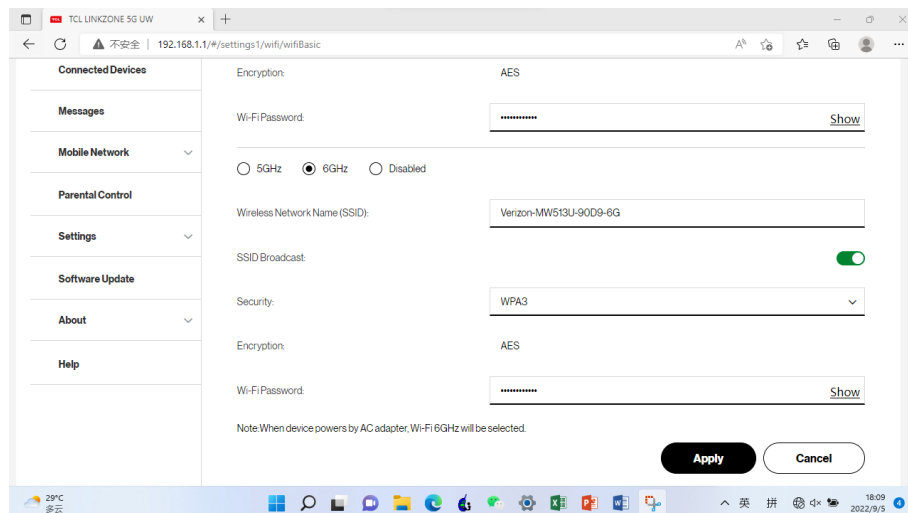 TCL TCL LINKZONE 5G UW
不安全 | 192.168.1.1/#/settings1/wifi/wifiBasic
Connected Devices
Encryption: AES
Messages
Wi-Fi Password: •••••••••••• Show
Mobile Network
5GHz 6GHz Disabled
Parental Control
Wireless Network Name (SSID): Verizon-MW513U-90D9-6G
Settings
SSID Broadcast:
Software Update
Security: WPA3
About
Encryption: AES
Help
Wi-Fi Password: •••••••••••• Show
Note:When device powers by AC adapter, Wi-Fi 6GHz will be selected.
Apply Cancel
29°C
多云
英 拼
18:09
2022/9/5
4